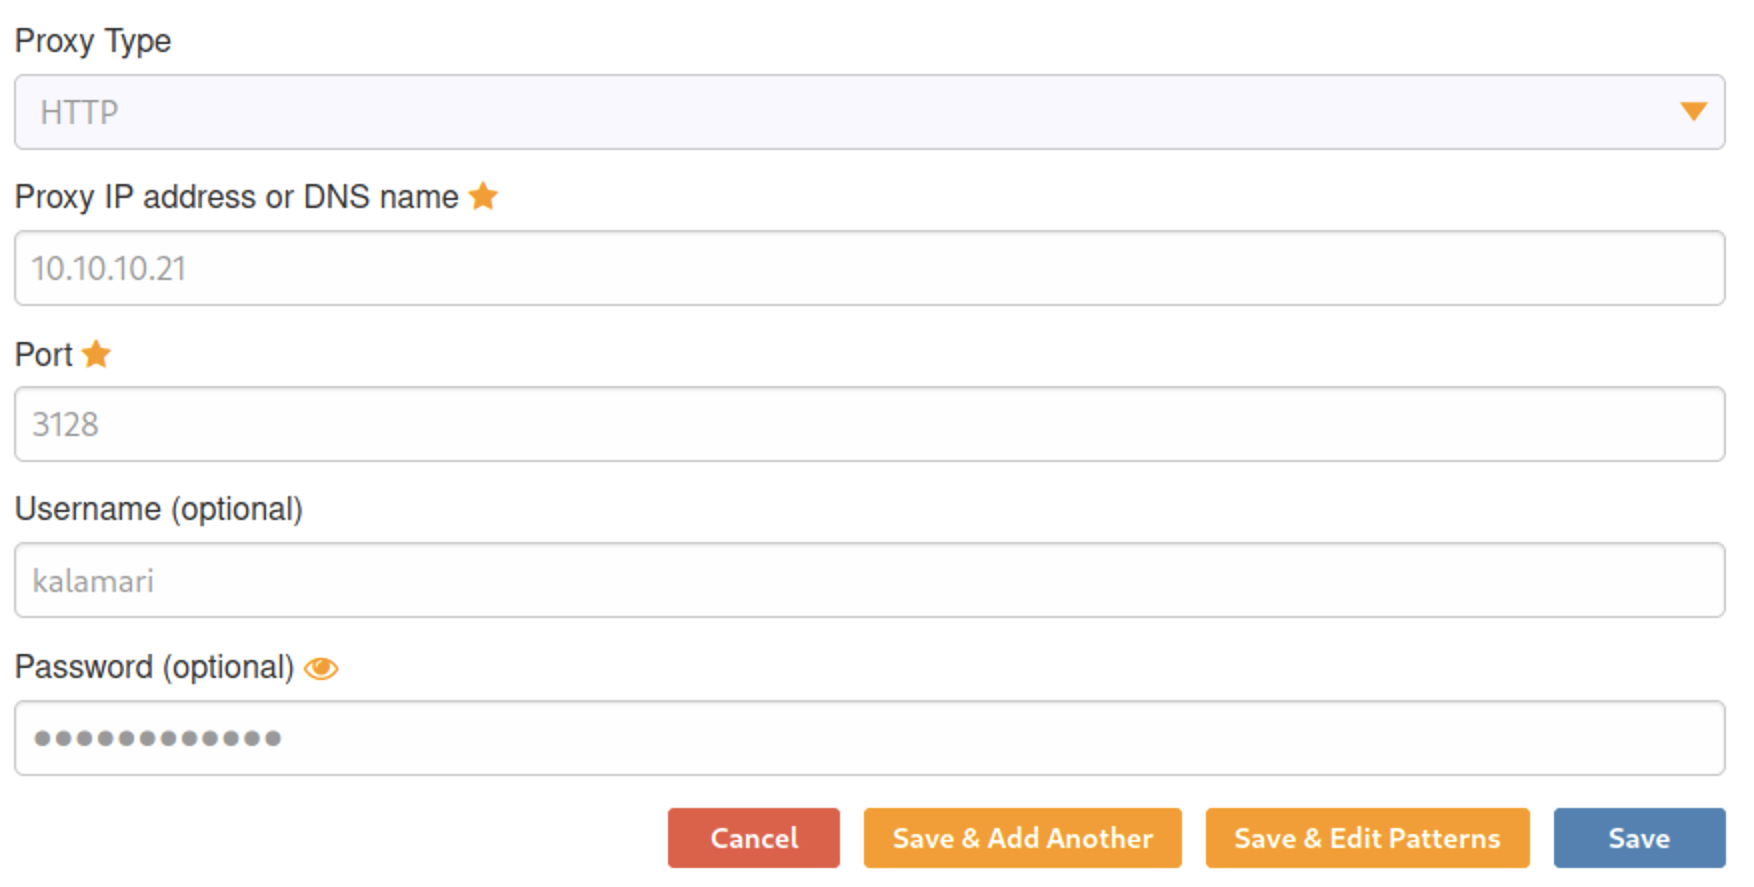 Proxy Type
HTTP
Proxy IP address or DNS name
10.10.10.21
Port
3128
Username (optional)
kalamari
Password (optional)
●●●●●●●●●●●●
Cancel Save & Add Another Save & Edit Patterns Save